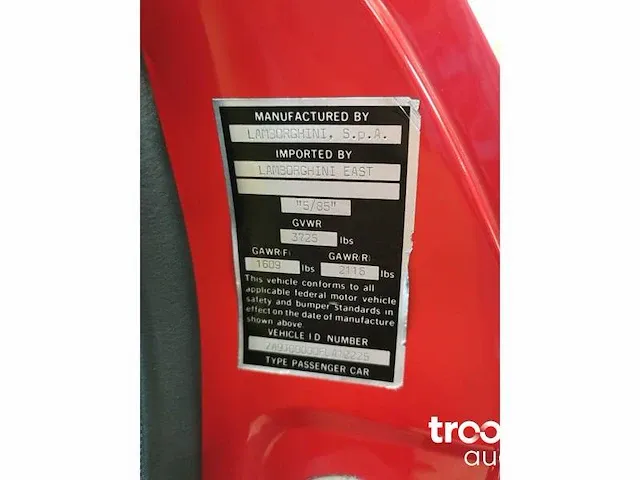 MANUFACTURED BY
LAMBORGHINI, S.p.A.
IMPORTED BY
LAMBORGHINI EAST
"5/85"
GVWR
3725 lbs
GAWR(F) GAWR(R)
1609 lbs 2116 lbs
This vehicle conforms to all
applicable federal motor vehicle
safety and bumper standards in
effect on the date of manufacture
shown above.
VEHICLE ID NUMBER
TYPE PASSENGER CAR
troo
au